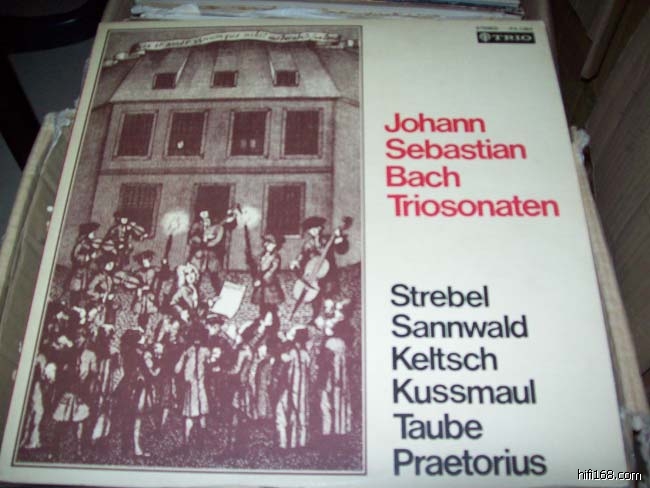 TRIO
Johann
Sebastian
Bach
Triosonaten
Strebel
Sannwald
Keltsch
Kussmaul
Taube
Praetorius
hifi168.com